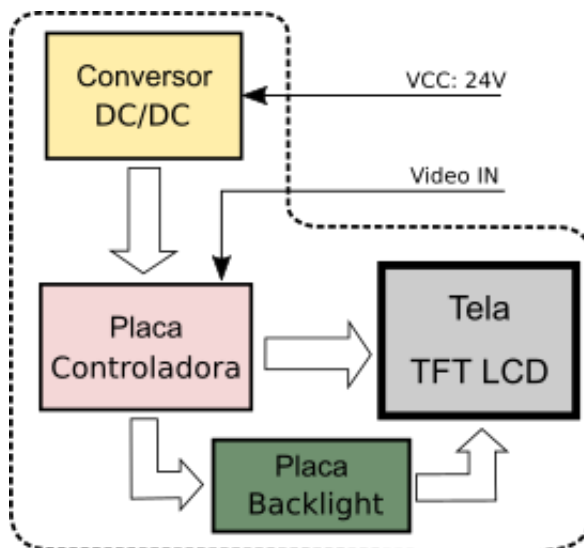 Conversor
DC/DC
VCC: 24V
Video IN
Placa
Controladora
Tela
TFT LCD
Placa
Backlight